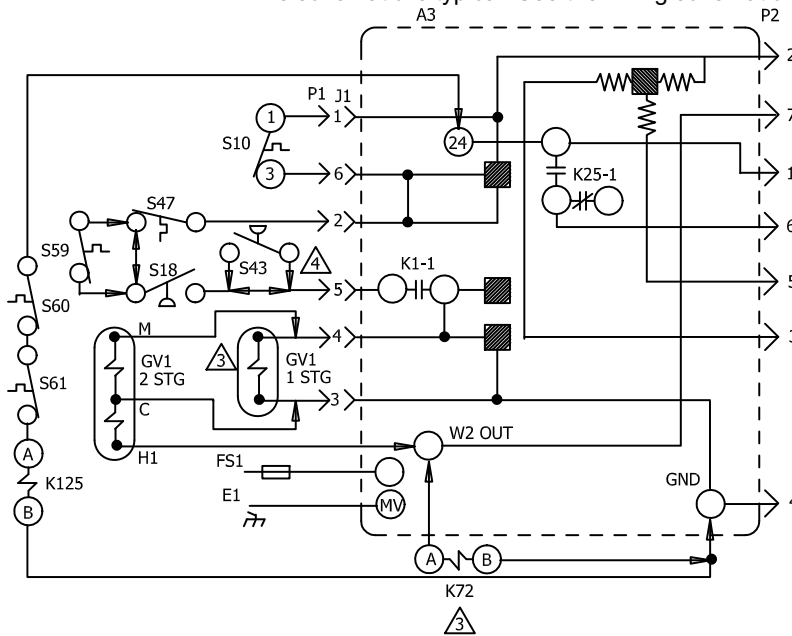 A3
P2
2
P1
J1
1
1
7
S10
24
3
6
K25-1
1
S47
2
6
S59
S18
S43
4
5
K1-1
5
S60
M
4
3
GV1
2 STG
3
GV1
1 STG
S61
C
3
A
H1
W2 OUT
FS1
GND
K125
E1
MV
4
B
A
B
K72
3